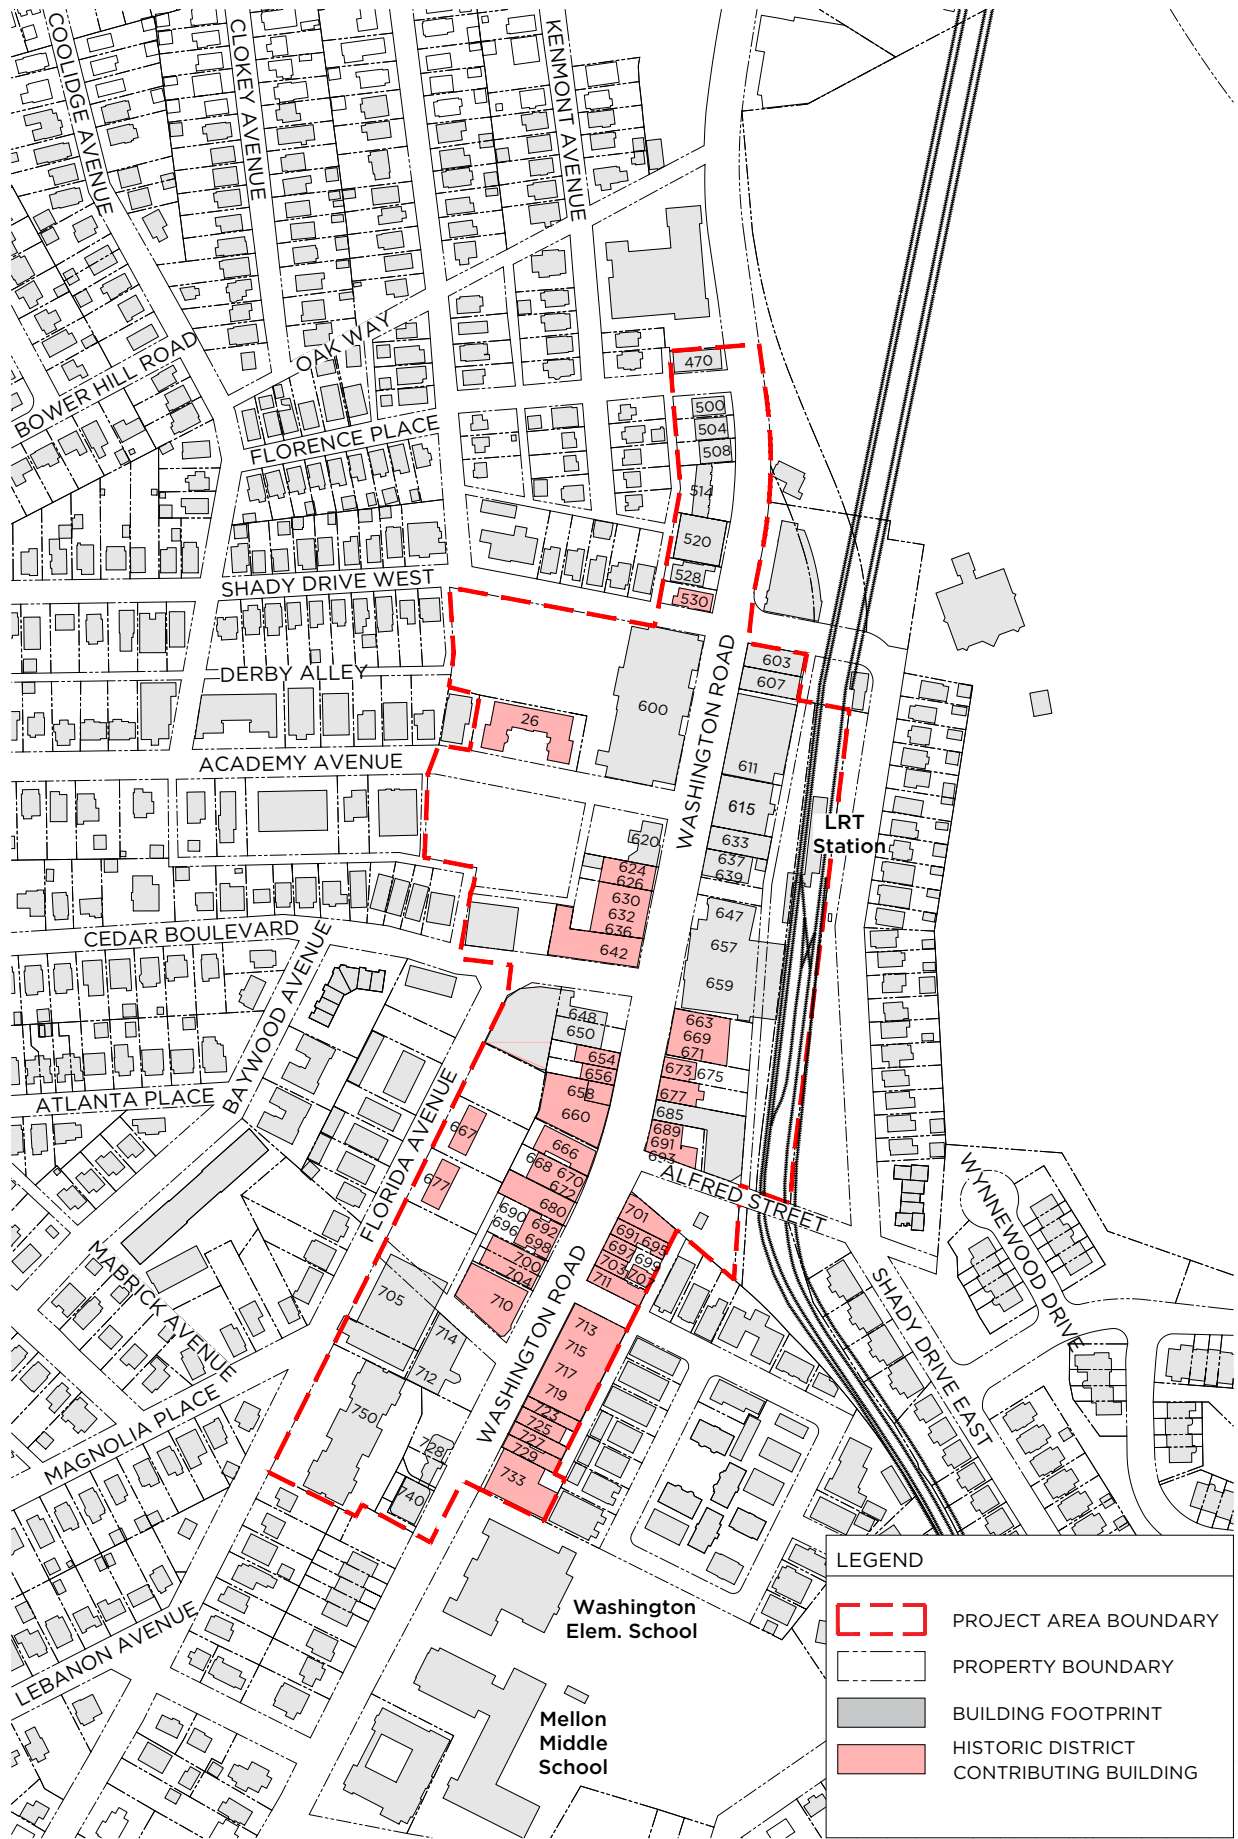 COOLIDGE AVENUE
CLOKEY AVENUE
KENMONT AVENUE
BOWER HILL ROAD
OAK WAY
FLORENCE PLACE
470
500
504
508
514
520
528
530
SHADY DRIVE WEST
DERBY ALLEY
ACADEMY AVENUE
26
600
WASHINGTON ROAD
603
607
611
615
633
637
639
LRT
Station
620
624
626
630
632
636
642
647
657
659
CEDAR BOULEVARD
BAYWOOD AVENUE
ATLANTA PLACE
648
650
654
656
658
660
663
669
671
673
675
677
685
689
691
693
ALFRED STREET
FLORIDA AVENUE
667
677
666
668
670
672
680
690
692
696
698
700
704
710
701
691
695
697
699
703
707
711
WYNNEWOOD DRIVE
SHADY DRIVE EAST
MABRICK AVENUE
MAGNOLIA PLACE
LEBANON AVENUE
705
714
712
750
728
740
WASHINGTON ROAD
713
715
717
719
723
725
727
729
733
Washington
Elem. School
Mellon
Middle
School
LEGEND
PROJECT AREA BOUNDARY
PROPERTY BOUNDARY
BUILDING FOOTPRINT
HISTORIC DISTRICT
CONTRIBUTING BUILDING